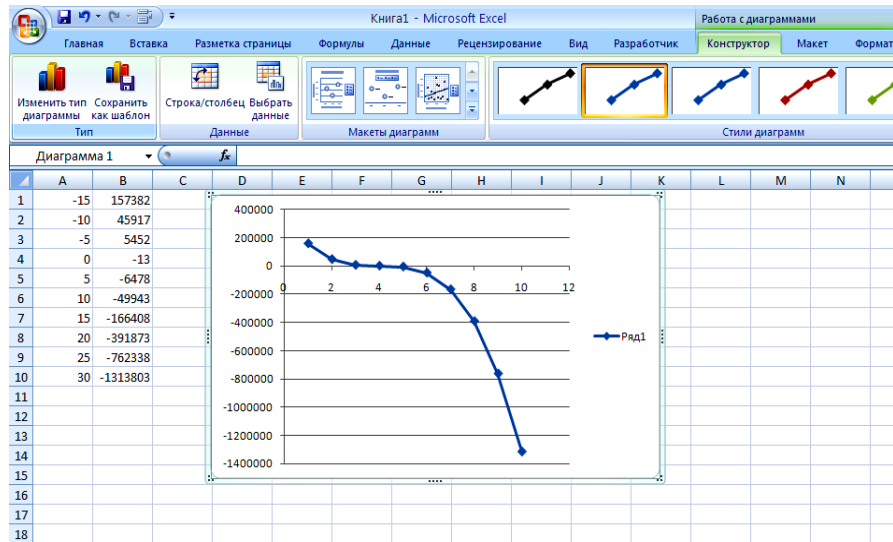 Книга1 - Microsoft Excel
Работа с диаграммами
Главная Вставка Разметка страницы Формулы Данные Рецензирование Вид Разработчик Конструктор Макет Формат
Изменить тип диаграммы
Сохранить как шаблон
Строка/столбец
Выбрать данные
Тип Данные Макеты диаграмм Стили диаграмм
Диаграмма 1 fx
A B C D E F G H I J K L M N
1 -15 157382
2 -10 45917
3 -5 5452
4 0 -13
5 5 -6478
6 10 -49943
7 15 -166408
8 20 -391873
9 25 -762338
10 30 -1313803
11
12
13
14
15
16
17
18
400000
200000
0
-200000
-400000
-600000
-800000
-1000000
-1200000
-1400000
0 2 4 6 8 10 12
Ряд1